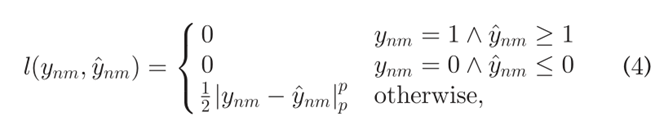 0 y_{nm} = 1 ∧ ŷ_{nm} ≥ 1
l(y_{nm}, ŷ_{nm}) = { 0 y_{nm} = 0 ∧ ŷ_{nm} ≤ 0 (4)
½|y_{nm} − ŷ_{nm}|_p^p otherwise,